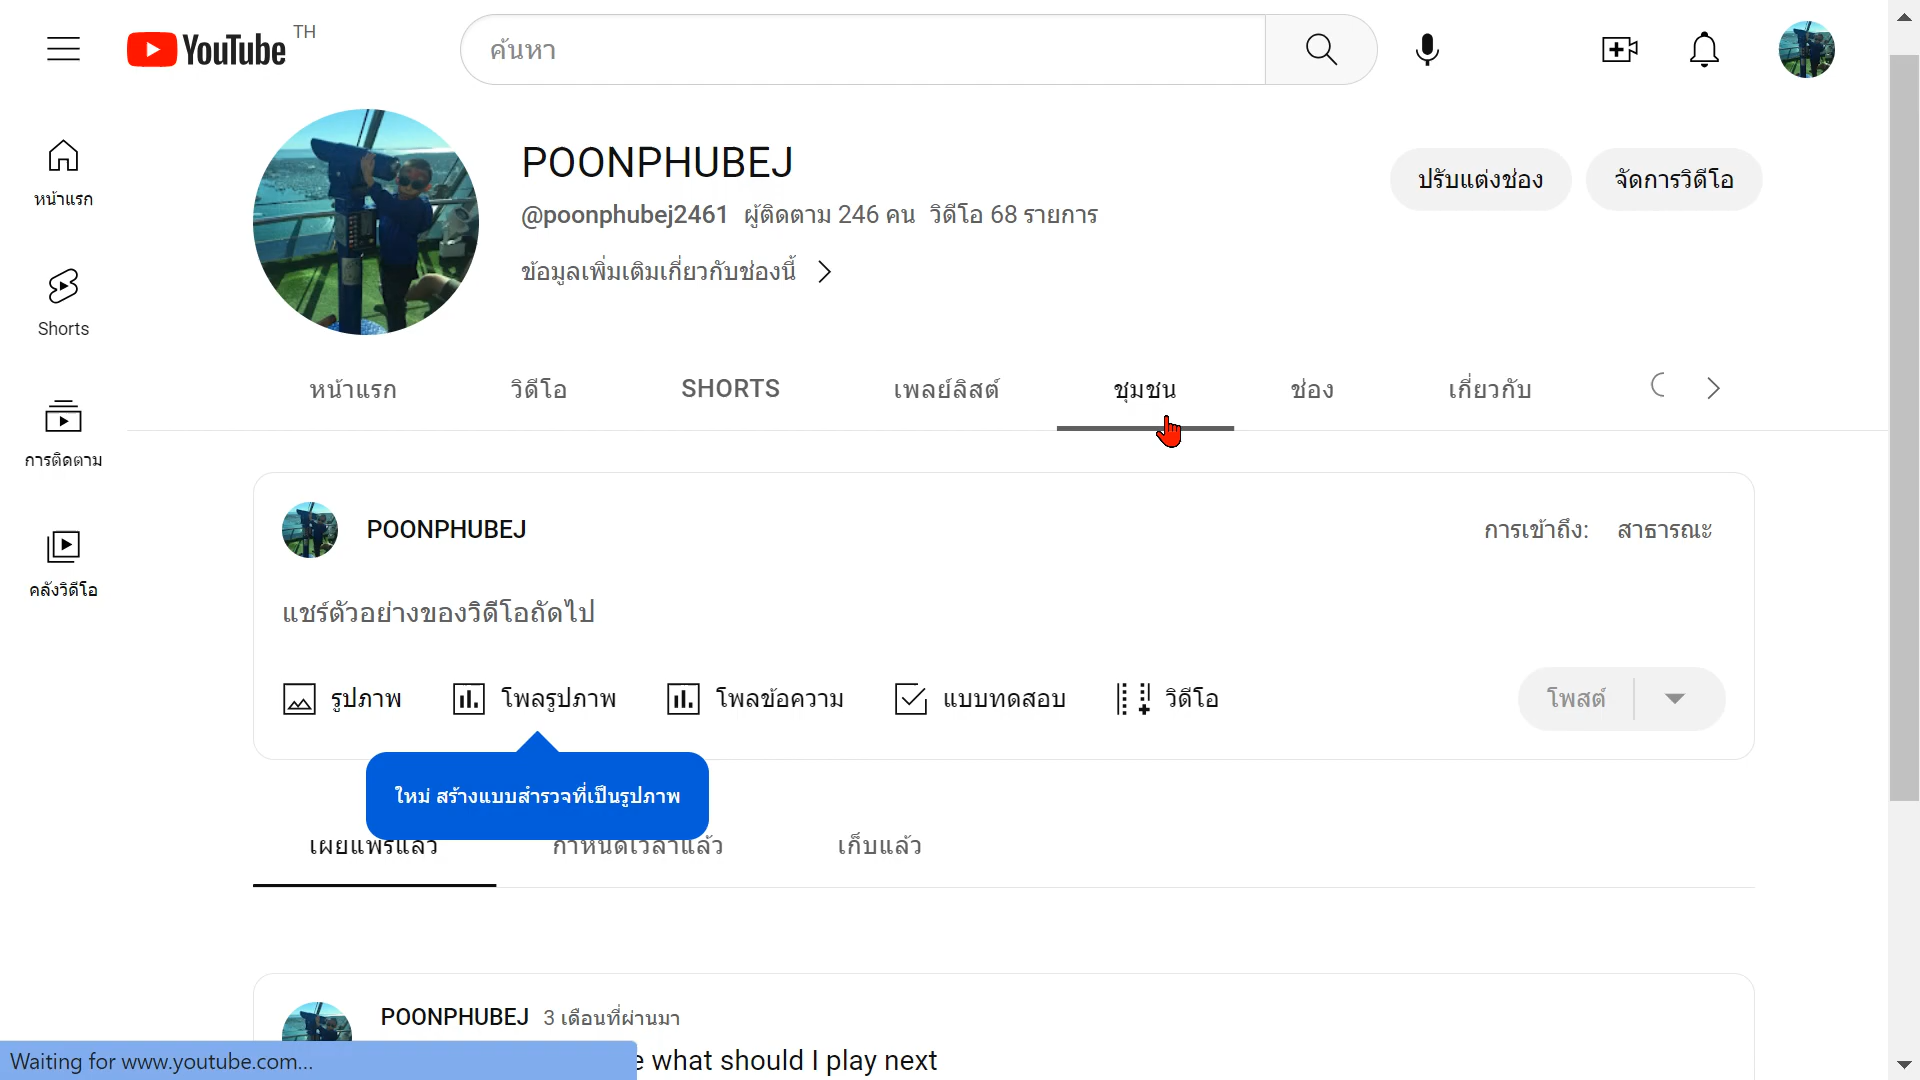 YouTube TH
ค้นหา
หน้าแรก
Shorts
การติดตาม
คลังวิดีโอ
POONPHUBEJ
@poonphubej2461 ผู้ติดตาม 246 คน วิดีโอ 68 รายการ
ข้อมูลเพิ่มเติมเกี่ยวกับช่องนี้
ปรับแต่งช่อง จัดการวิดีโอ
หน้าแรก วิดีโอ SHORTS เพลย์ลิสต์ ชุมชน ช่อง เกี่ยวกับ
POONPHUBEJ การเข้าถึง: สาธารณะ
แชร์ตัวอย่างของวิดีโอถัดไป
รูปภาพ โพลรูปภาพ โพลข้อความ แบบทดสอบ วิดีโอ โพสต์
ใหม่ สร้างแบบสำรวจที่เป็นรูปภาพ
เผยแพร่แล้ว กำหนดเวลาแล้ว เก็บแล้ว
POONPHUBEJ 3 เดือนที่ผ่านมา
what should I play next
Waiting for www.youtube.com...